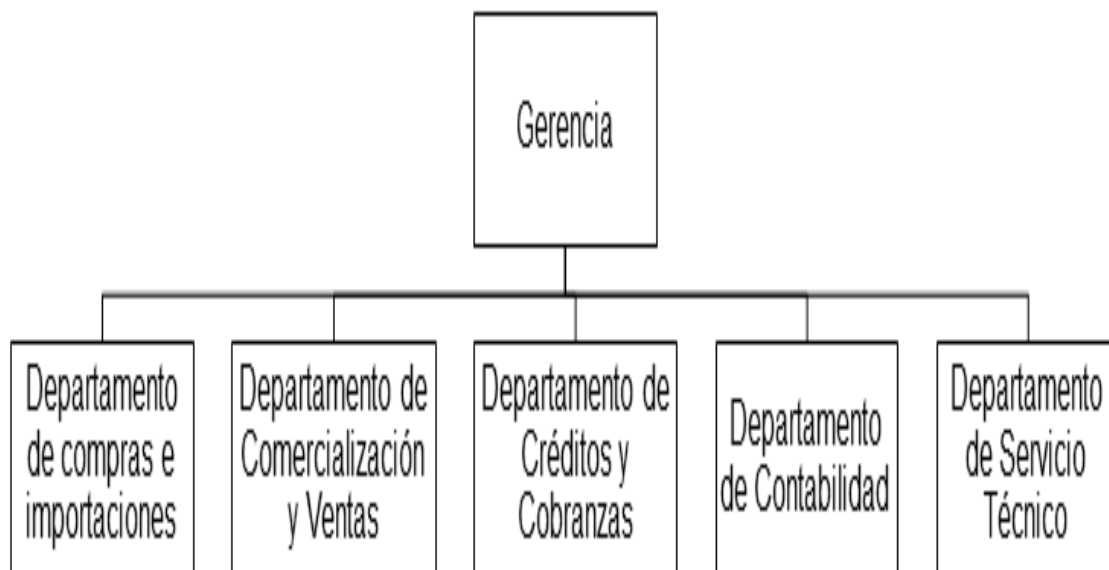 Gerencia
Departamento
de compras e
importaciones
Departamento de
Comercialización
y Ventas
Departamento de
Créditos y
Cobranzas
Departamento
de Contabilidad
Departamento
de Servicio
Técnico